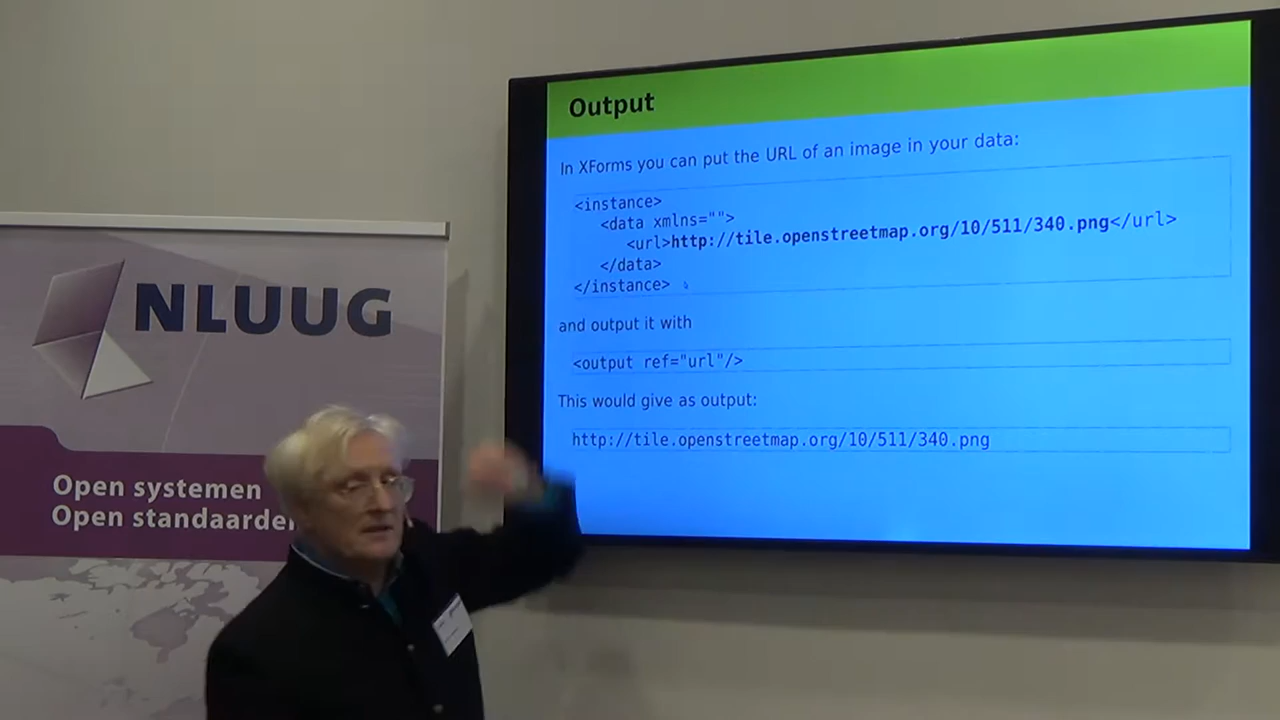 Output
In XForms you can put the URL of an image in your data:
<instance>
<data xmlns="">
<url>http://tile.openstreetmap.org/10/511/340.png</url>
</data>
</instance>
and output it with
<output ref="url"/>
This would give as output:
http://tile.openstreetmap.org/10/511/340.png
NLUUG
Open systemen
Open standaarden